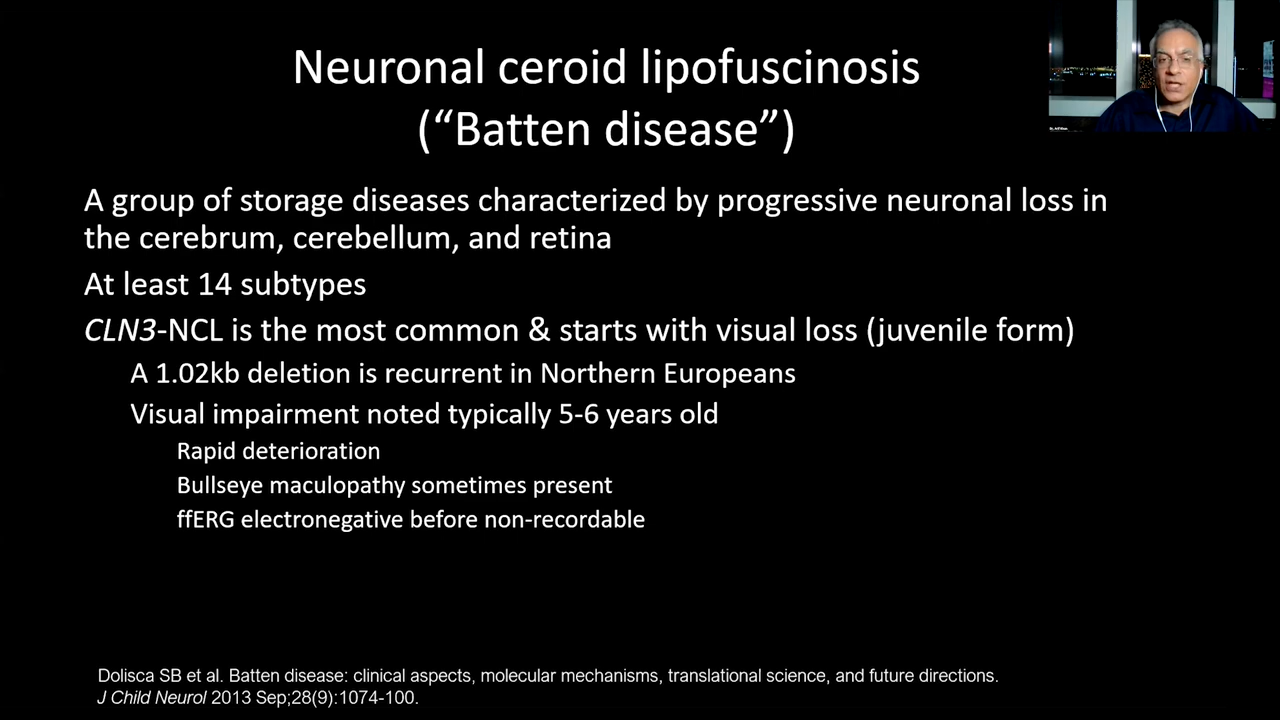 Neuronal ceroid lipofuscinosis
(“Batten disease”)
A group of storage diseases characterized by progressive neuronal loss in
the cerebrum, cerebellum, and retina
At least 14 subtypes
CLN3-NCL is the most common & starts with visual loss (juvenile form)
A 1.02kb deletion is recurrent in Northern Europeans
Visual impairment noted typically 5-6 years old
Rapid deterioration
Bullseye maculopathy sometimes present
ffERG electronegative before non-recordable
Dolisca SB et al. Batten disease: clinical aspects, molecular mechanisms, translational science, and future directions.
J Child Neurol 2013 Sep;28(9):1074-100.